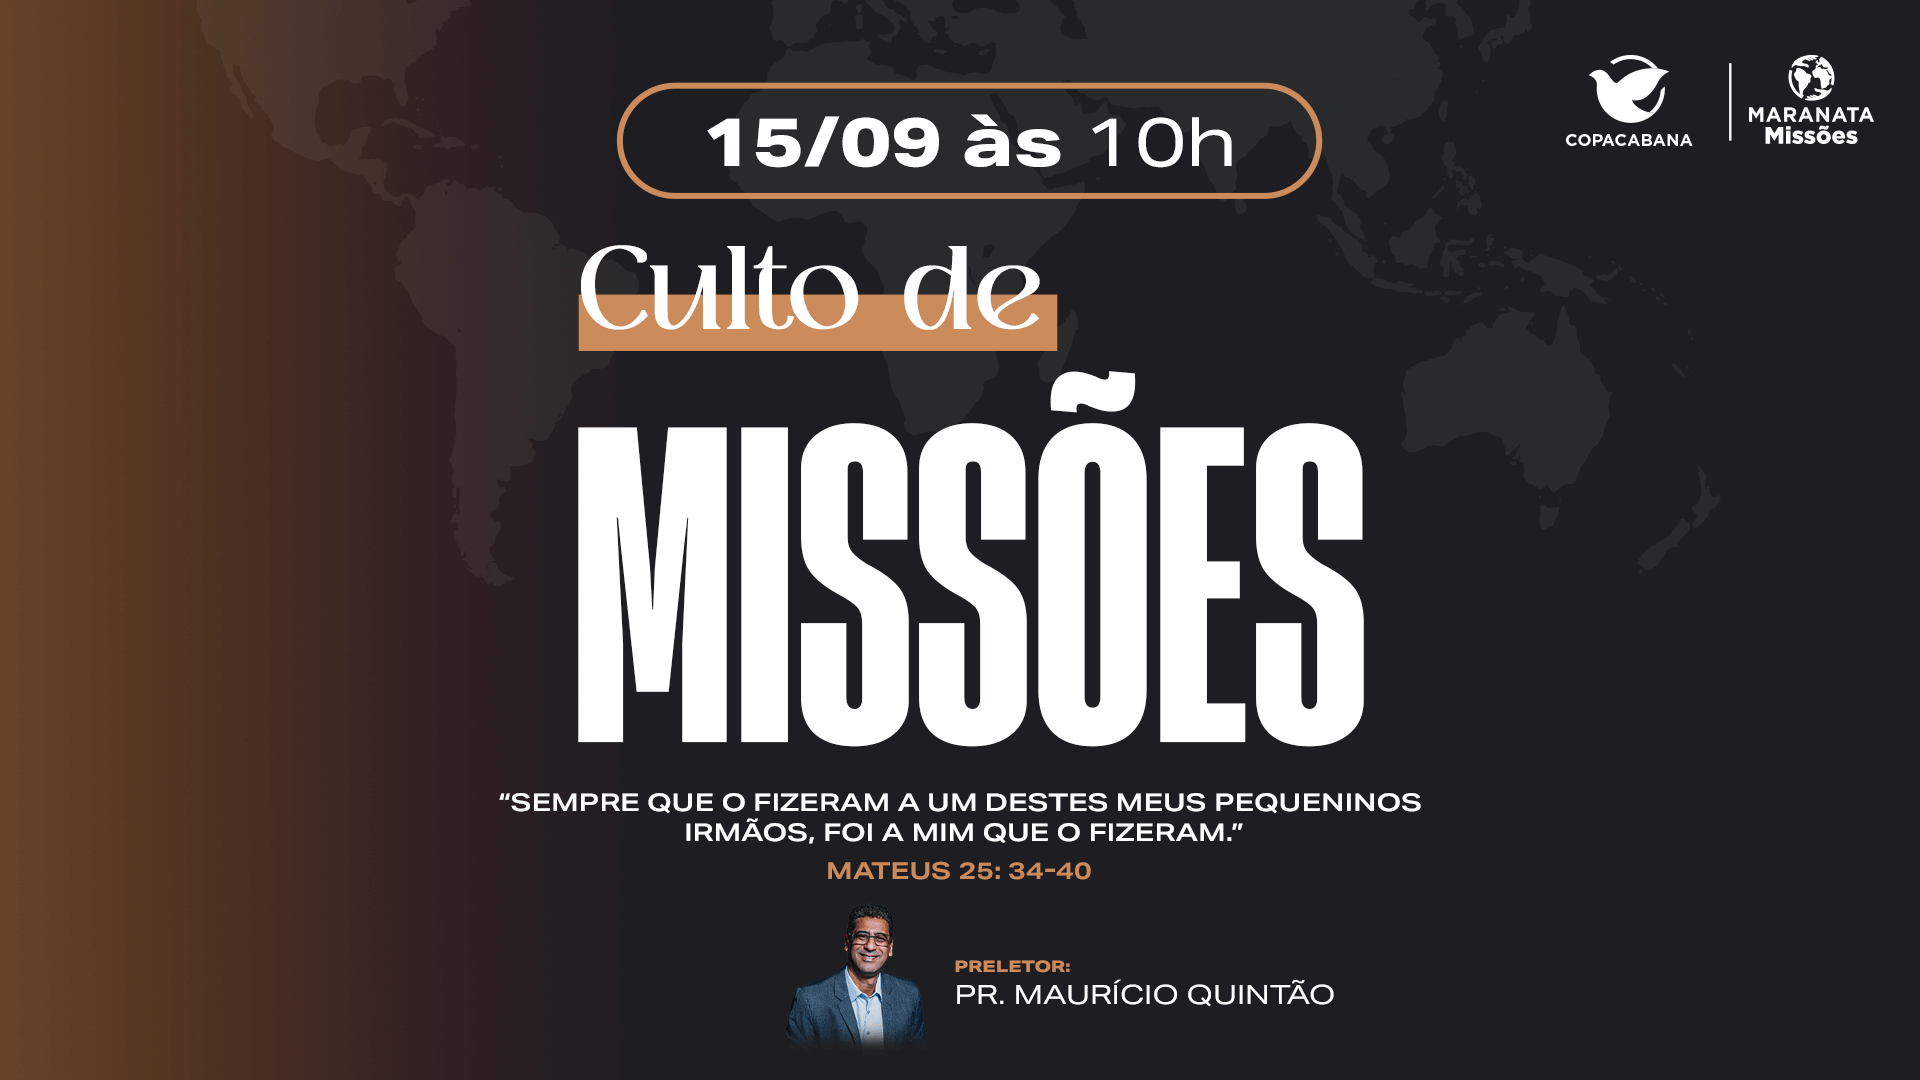 15/09 às 10h
COPACABANA
MARANATA
Missões
Culto de
MISSÕES
“SEMPRE QUE O FIZERAM A UM DESTES MEUS PEQUENINOS
IRMÃOS, FOI A MIM QUE O FIZERAM.”
MATEUS 25: 34-40
PRELETOR:
PR. MAURÍCIO QUINTÃO